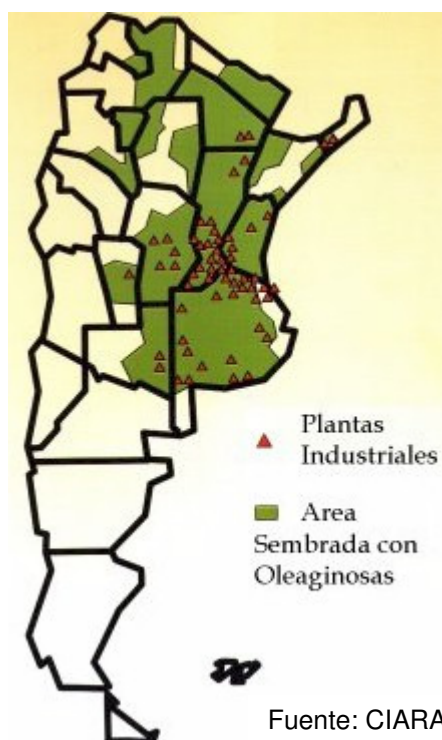 Plantas
Industriales
Area
Sembrada con
Oleaginosas
Fuente: CIARA